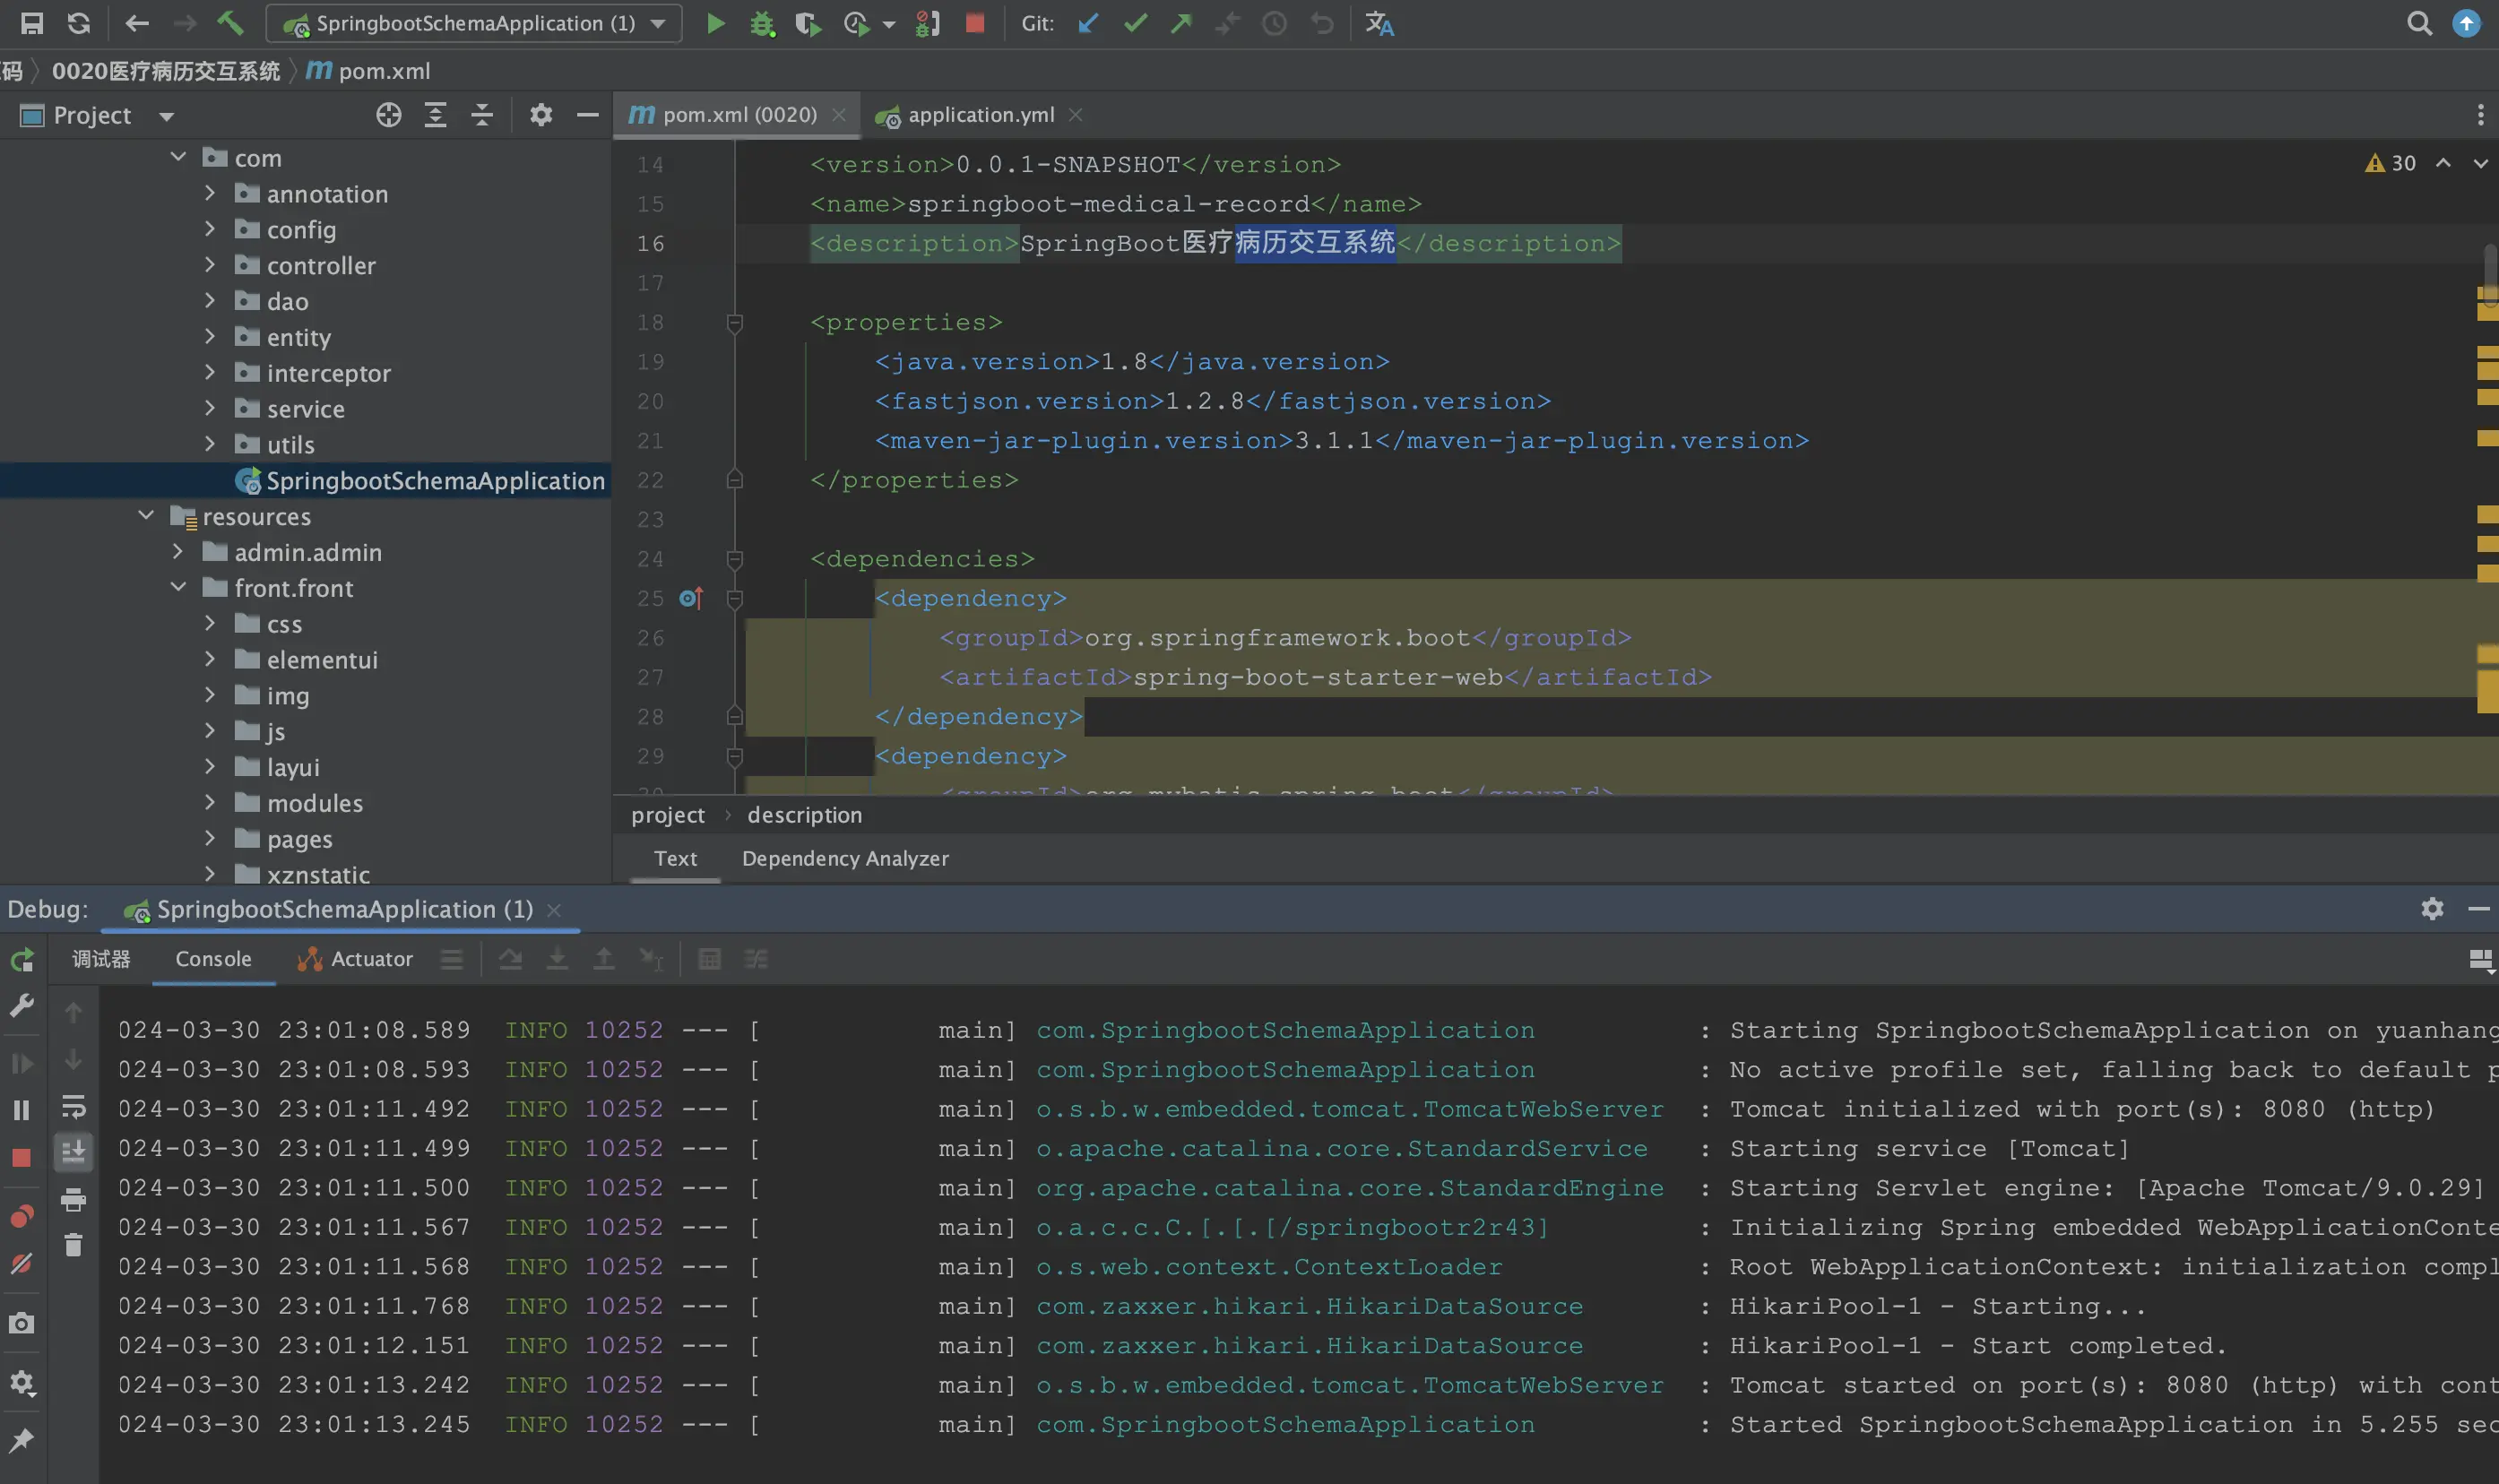 SpringbootSchemaApplication (1)
Git:
码 0020医疗病历交互系统 pom.xml
Project
pom.xml (0020)
application.yml
com
annotation
config
controller
dao
entity
interceptor
service
utils
SpringbootSchemaApplication
resources
admin.admin
front.front
css
elementui
img
js
layui
modules
pages
xznstatic
30
14 <version>0.0.1-SNAPSHOT</version>
15 <name>springboot-medical-record</name>
16 <description>SpringBoot医疗病历交互系统</description>
17
18 <properties>
19 <java.version>1.8</java.version>
20 <fastjson.version>1.2.8</fastjson.version>
21 <maven-jar-plugin.version>3.1.1</maven-jar-plugin.version>
22 </properties>
23
24 <dependencies>
25 <dependency>
26 <groupId>org.springframework.boot</groupId>
27 <artifactId>spring-boot-starter-web</artifactId>
28 </dependency>
29 <dependency>
30 <groupId>org.mybatis.spring.boot</groupId>
project description
Text Dependency Analyzer
Debug: SpringbootSchemaApplication (1)
调试器 Console Actuator
024-03-30 23:01:08.589 INFO 10252 --- [ main] com.SpringbootSchemaApplication : Starting SpringbootSchemaApplication on yuanhang
024-03-30 23:01:08.593 INFO 10252 --- [ main] com.SpringbootSchemaApplication : No active profile set, falling back to default p
024-03-30 23:01:11.492 INFO 10252 --- [ main] o.s.b.w.embedded.tomcat.TomcatWebServer : Tomcat initialized with port(s): 8080 (http)
024-03-30 23:01:11.499 INFO 10252 --- [ main] o.apache.catalina.core.StandardService : Starting service [Tomcat]
024-03-30 23:01:11.500 INFO 10252 --- [ main] org.apache.catalina.core.StandardEngine : Starting Servlet engine: [Apache Tomcat/9.0.29]
024-03-30 23:01:11.567 INFO 10252 --- [ main] o.a.c.c.C.[.[.[/springbootr2r43] : Initializing Spring embedded WebApplicationConte
024-03-30 23:01:11.568 INFO 10252 --- [ main] o.s.web.context.ContextLoader : Root WebApplicationContext: initialization compl
024-03-30 23:01:11.768 INFO 10252 --- [ main] com.zaxxer.hikari.HikariDataSource : HikariPool-1 - Starting...
024-03-30 23:01:12.151 INFO 10252 --- [ main] com.zaxxer.hikari.HikariDataSource : HikariPool-1 - Start completed.
024-03-30 23:01:13.242 INFO 10252 --- [ main] o.s.b.w.embedded.tomcat.TomcatWebServer : Tomcat started on port(s): 8080 (http) with cont
024-03-30 23:01:13.245 INFO 10252 --- [ main] com.SpringbootSchemaApplication : Started SpringbootSchemaApplication in 5.255 sec